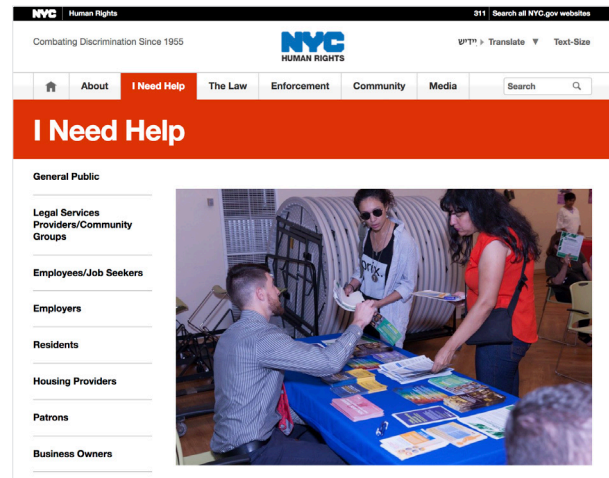 NYC Human Rights
311 Search all NYC.gov websites
Combating Discrimination Since 1955
NYC
HUMAN RIGHTS
יידיש ▸ Translate ▼ Text-Size
About I Need Help The Law Enforcement Community Media Search
I Need Help
General Public
Legal Services
Providers/Community
Groups
Employees/Job Seekers
Employers
Residents
Housing Providers
Patrons
Business Owners
prix.